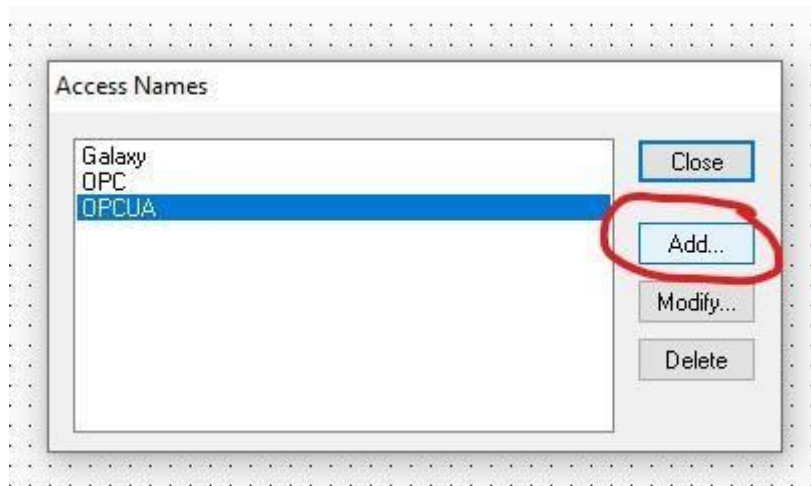 Access Names
Galaxy
OPC
OPCUA
Close
Add...
Modify...
Delete